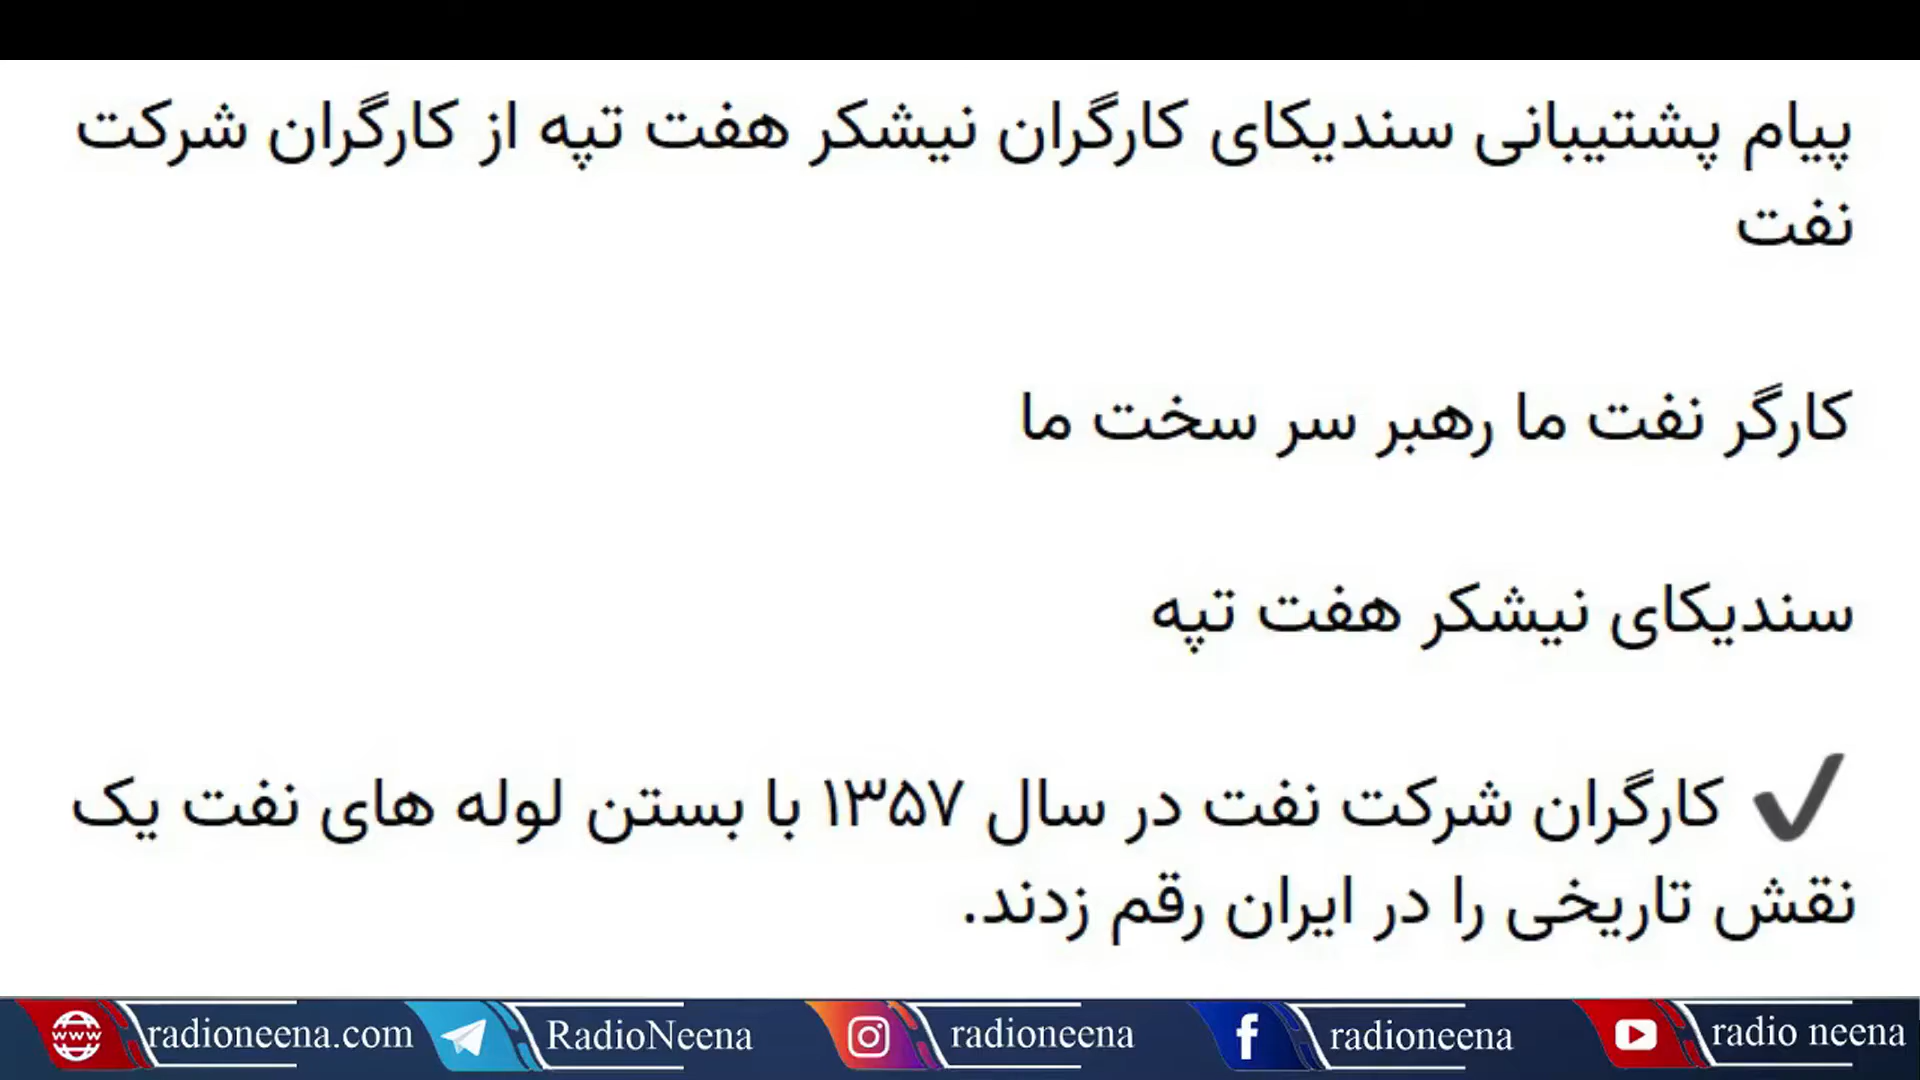 پیام پشتیبانی سندیکای کارگران نیشکر هفت تپه از کارگران شرکت
نفت
کارگر نفت ما رهبر سر سخت ما
سندیکای نیشکر هفت تپه
✔ کارگران شرکت نفت در سال ۱۳۵۷ با بستن لوله های نفت یک
نقش تاریخی را در ایران رقم زدند.
www radioneena.com RadioNeena radioneena radioneena radio neena